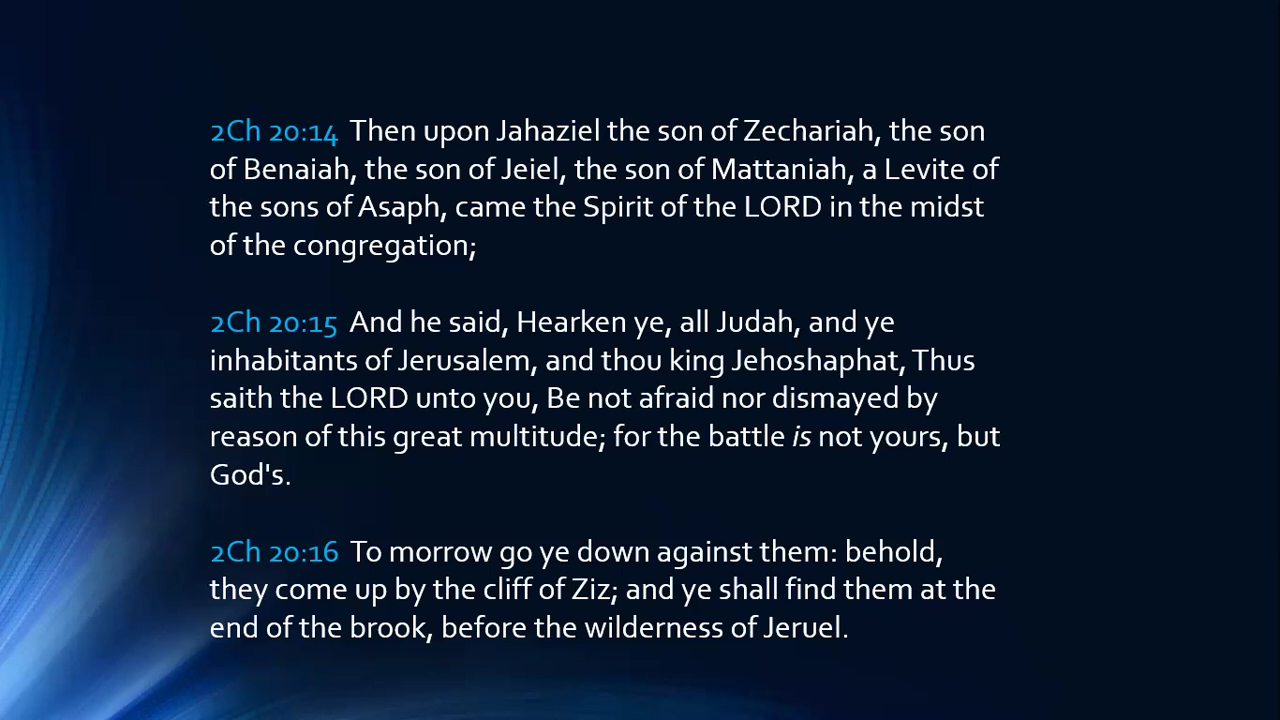 2Ch 20:14 Then upon Jahaziel the son of Zechariah, the son
of Benaiah, the son of Jeiel, the son of Mattaniah, a Levite of
the sons of Asaph, came the Spirit of the LORD in the midst
of the congregation;
2Ch 20:15 And he said, Hearken ye, all Judah, and ye
inhabitants of Jerusalem, and thou king Jehoshaphat, Thus
saith the LORD unto you, Be not afraid nor dismayed by
reason of this great multitude; for the battle is not yours, but
God's.
2Ch 20:16 To morrow go ye down against them: behold,
they come up by the cliff of Ziz; and ye shall find them at the
end of the brook, before the wilderness of Jeruel.